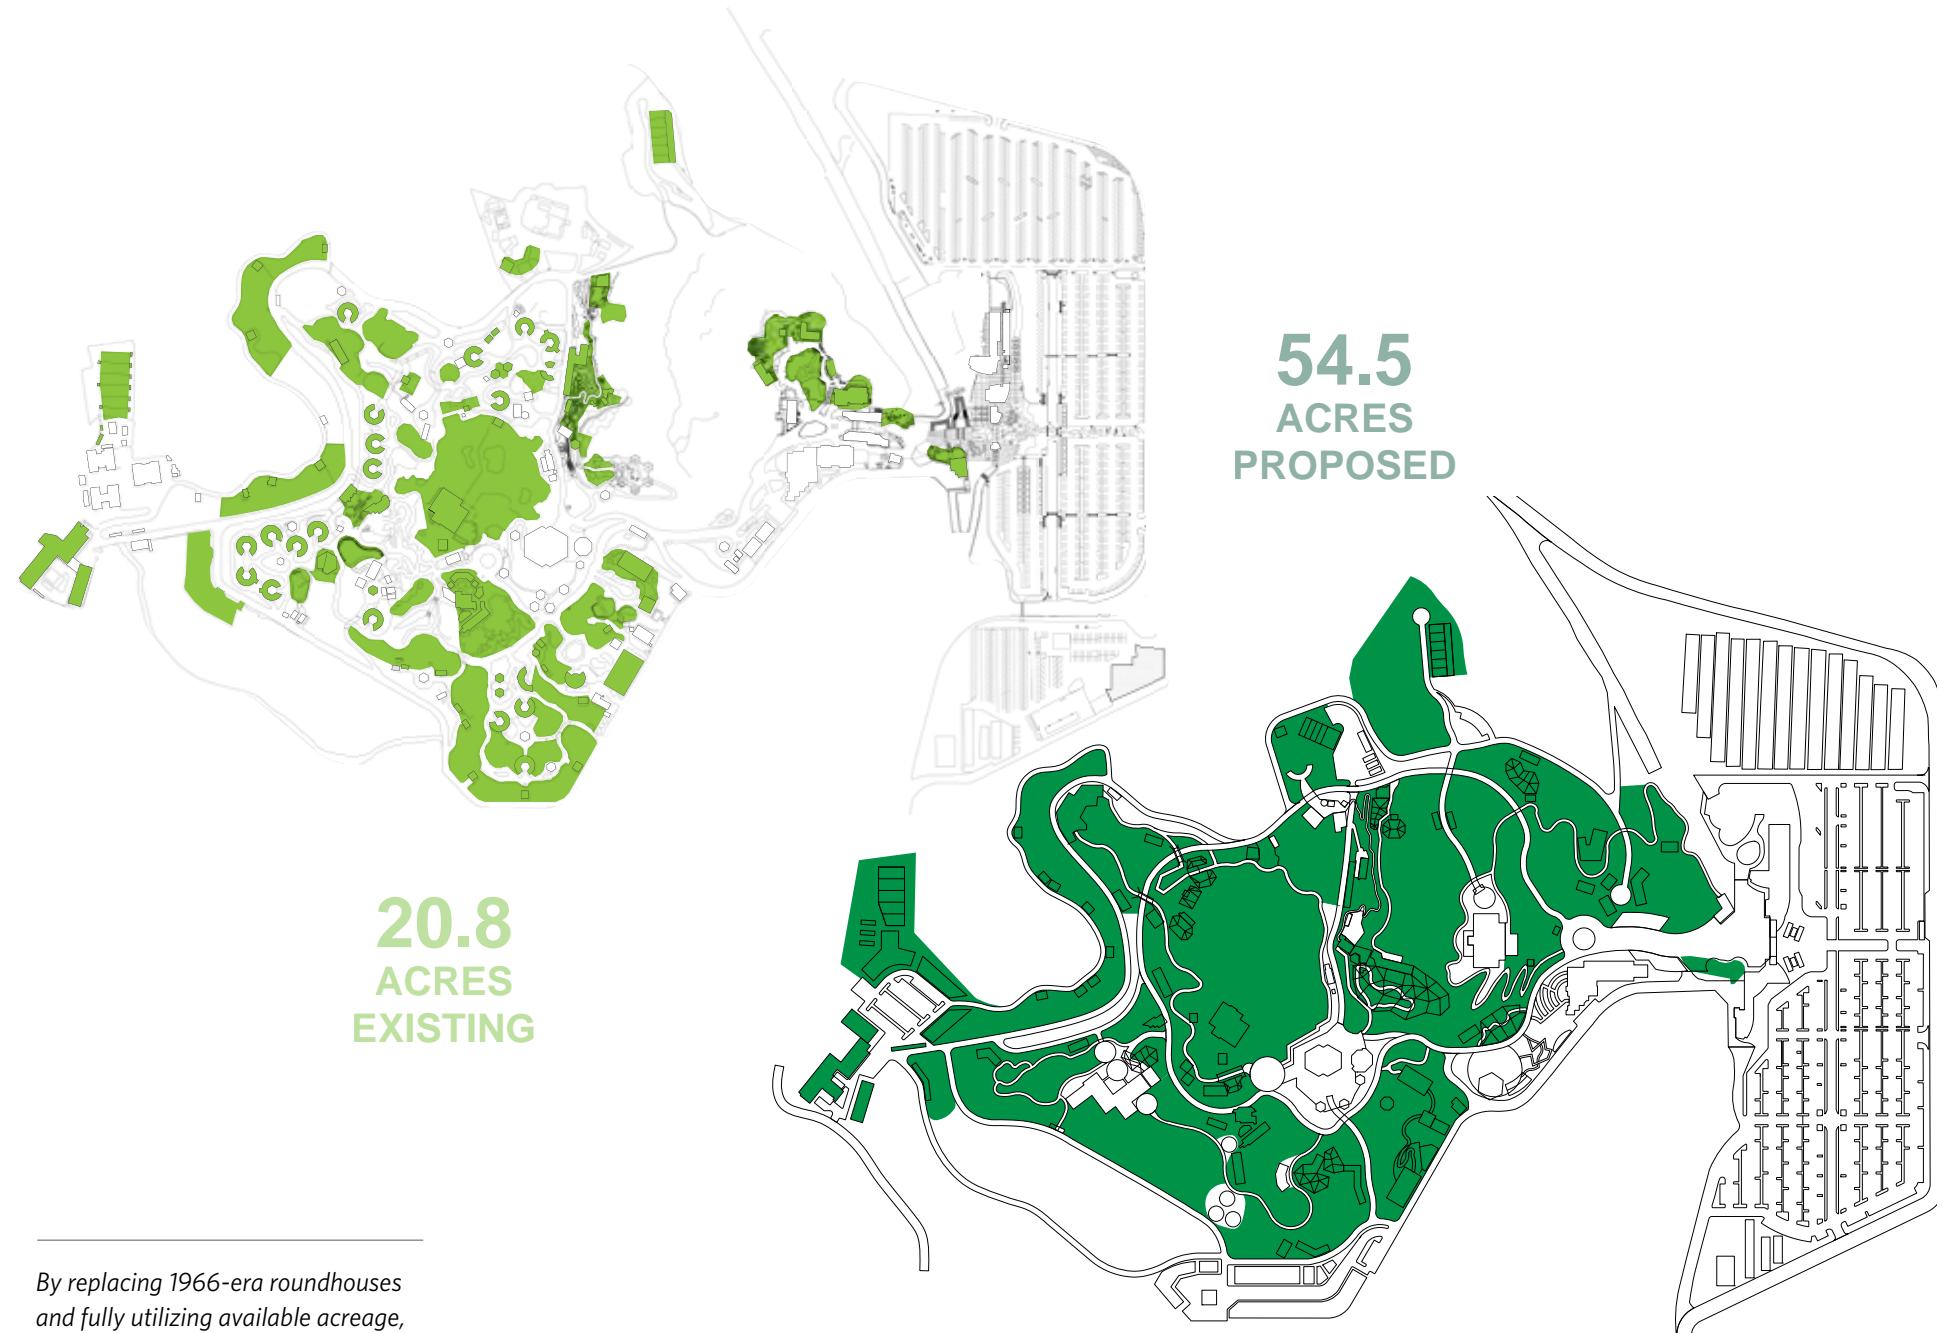 54.5
ACRES
PROPOSED
20.8
ACRES
EXISTING
By replacing 1966-era roundhouses
and fully utilizing available acreage,